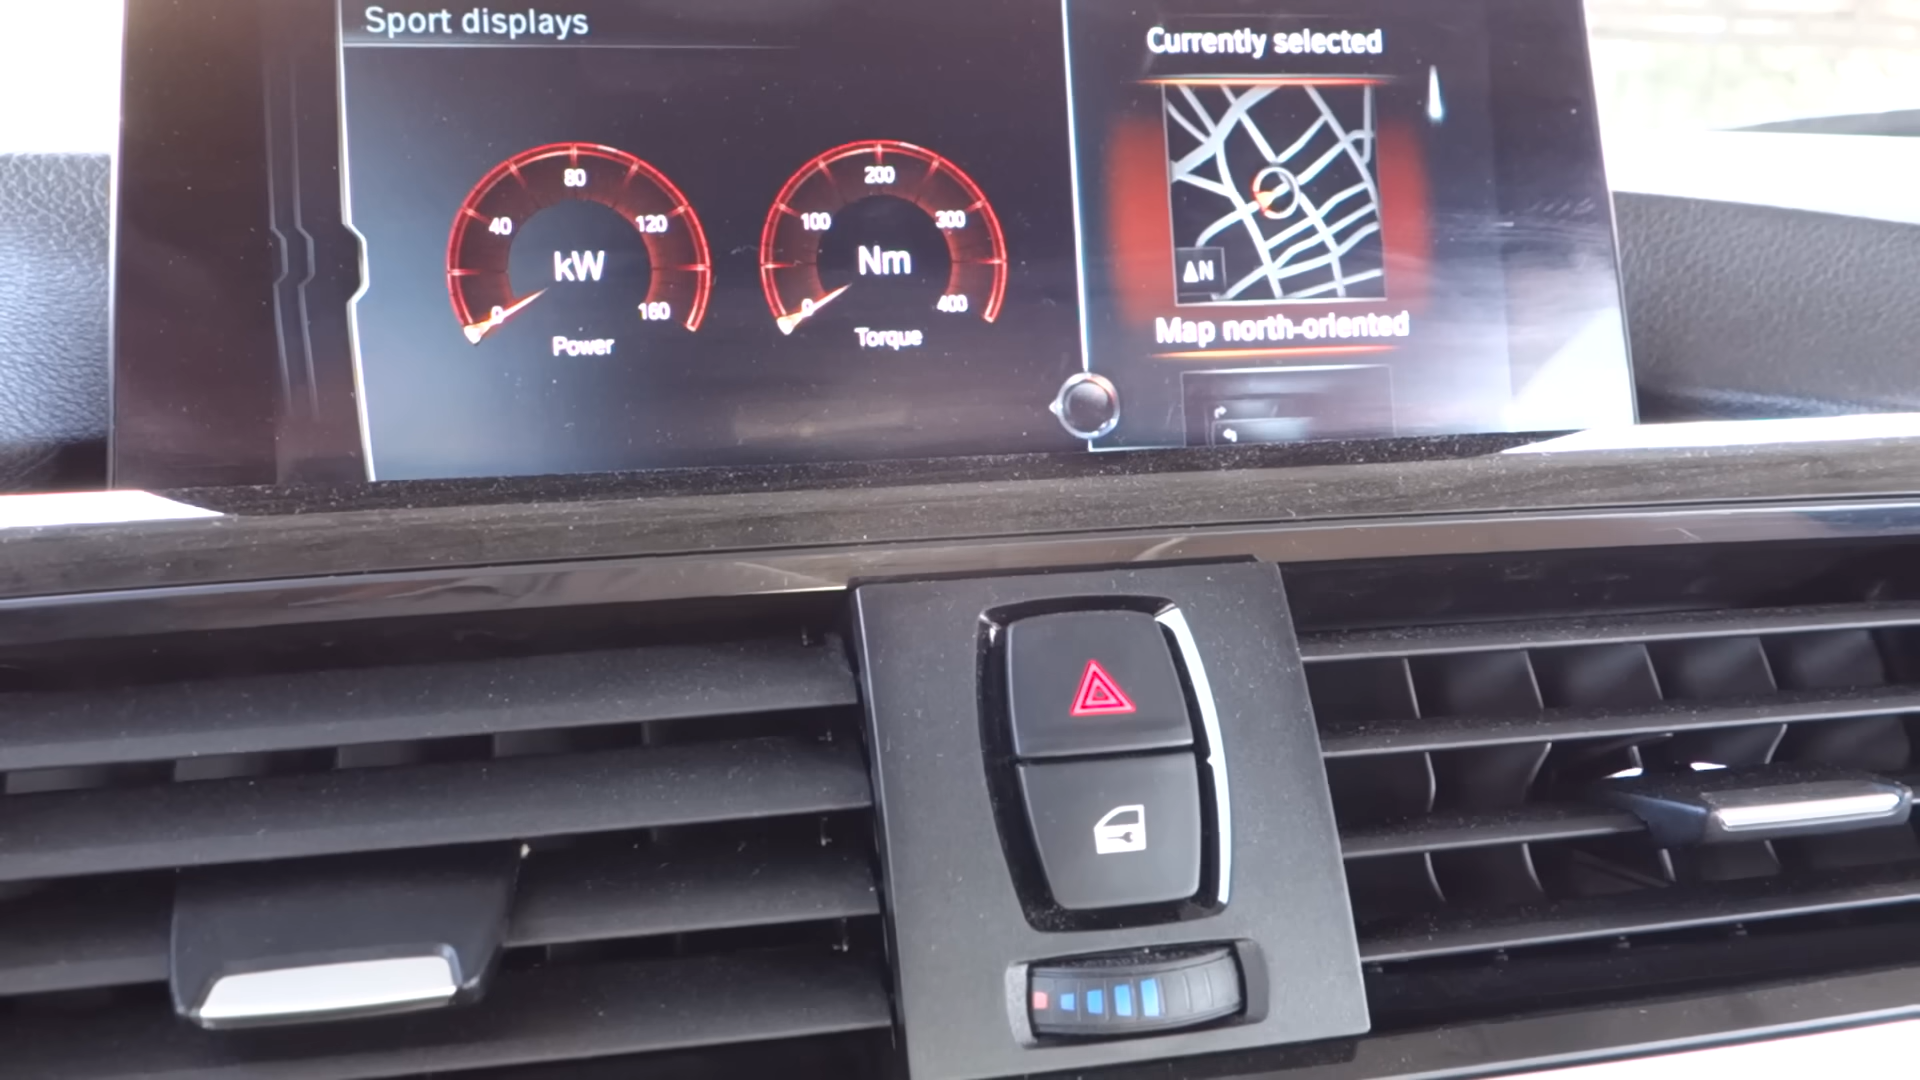 Sport displays
80
40
120
kW
0
160
Power
200
100
300
Nm
0
400
Torque
Currently selected
N
Map north-oriented